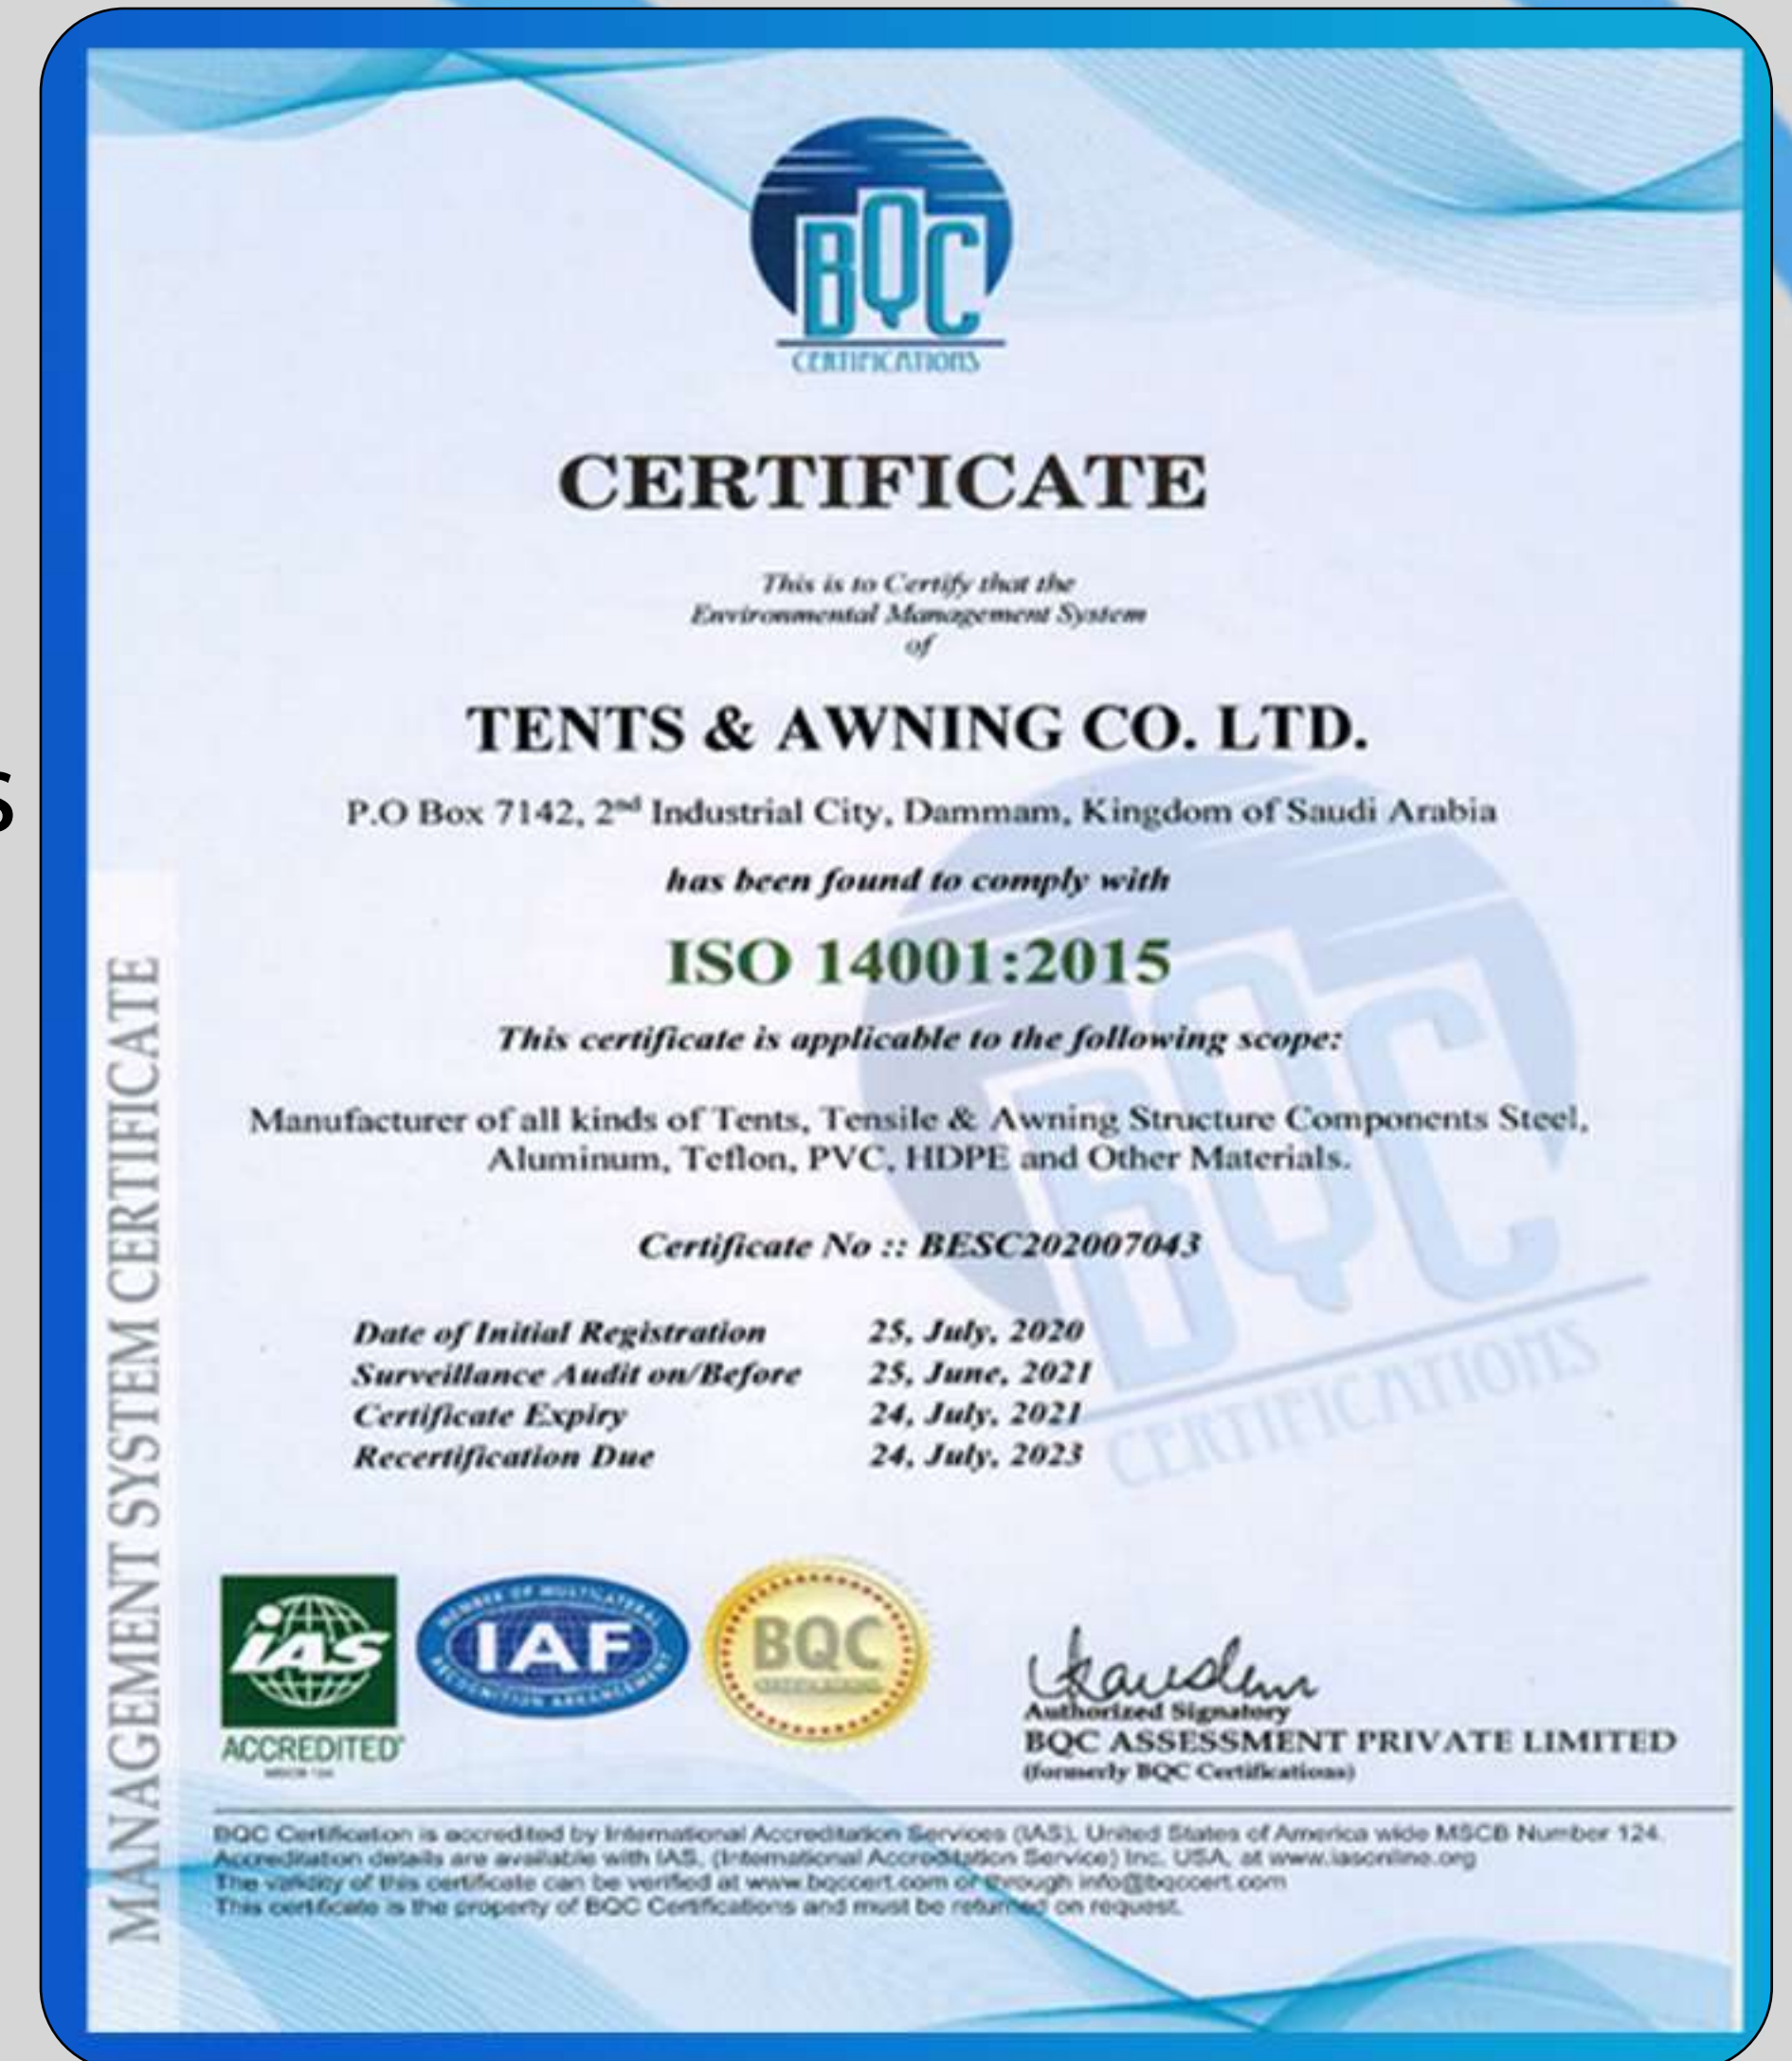 BQC
CERTIFICATIONS
CERTIFICATE
This is to Certify that the
Environmental Management System
of
TENTS & AWNING CO. LTD.
P.O Box 7142, 2nd Industrial City, Dammam, Kingdom of Saudi Arabia
has been found to comply with
ISO 14001:2015
This certificate is applicable to the following scope:
Manufacturer of all kinds of Tents, Tensile & Awning Structure Components Steel,
Aluminum, Teflon, PVC, HDPE and Other Materials.
Certificate No :: BESC202007043
Date of Initial Registration 25, July, 2020
Surveillance Audit on/Before 25, June, 2021
Certificate Expiry 24, July, 2021
Recertification Due 24, July, 2023
BQC
CERTIFICATIONS
MANAGEMENT SYSTEM CERTIFICATE
IAS
ACCREDITED
MEMBER OF MULTILATERAL
IAF
RECOGNITION ARRANGEMENT
BQC
CERTIFICATIONS
Authorized Signatory
BQC ASSESSMENT PRIVATE LIMITED
(formerly BQC Certifications)
BQC Certification is accredited by International Accreditation Services (IAS), United States of America wide MSCB Number 124.
Accreditation details are available with IAS, (International Accreditation Service) Inc. USA, at www.iasonline.org
The validity of this certificate can be verified at www.bqccert.com or through info@bqccert.com
This certificate is the property of BQC Certifications and must be returned on request.